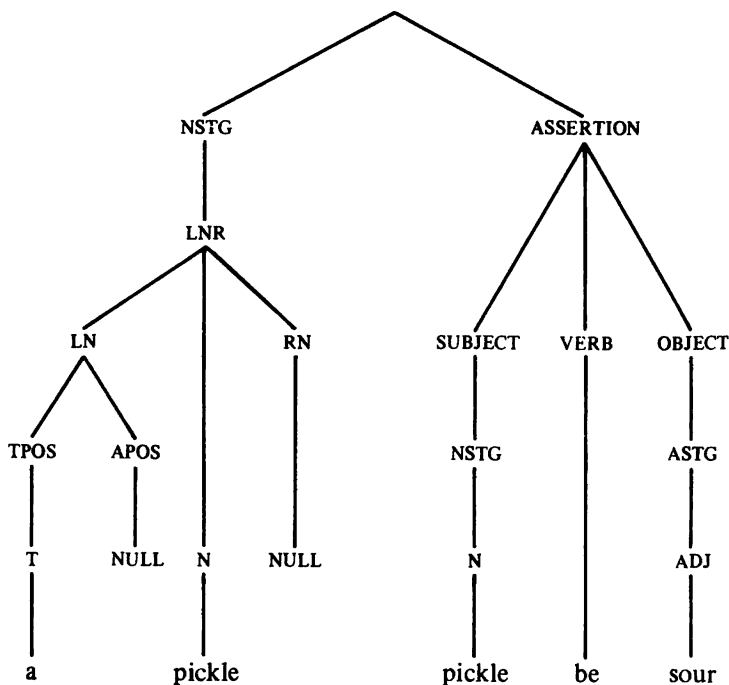 NSTG ASSERTION
LNR
LN RN SUBJECT VERB OBJECT
TPOS APOS NSTG ASTG
T NULL N NULL N ADJ
a pickle pickle be sour